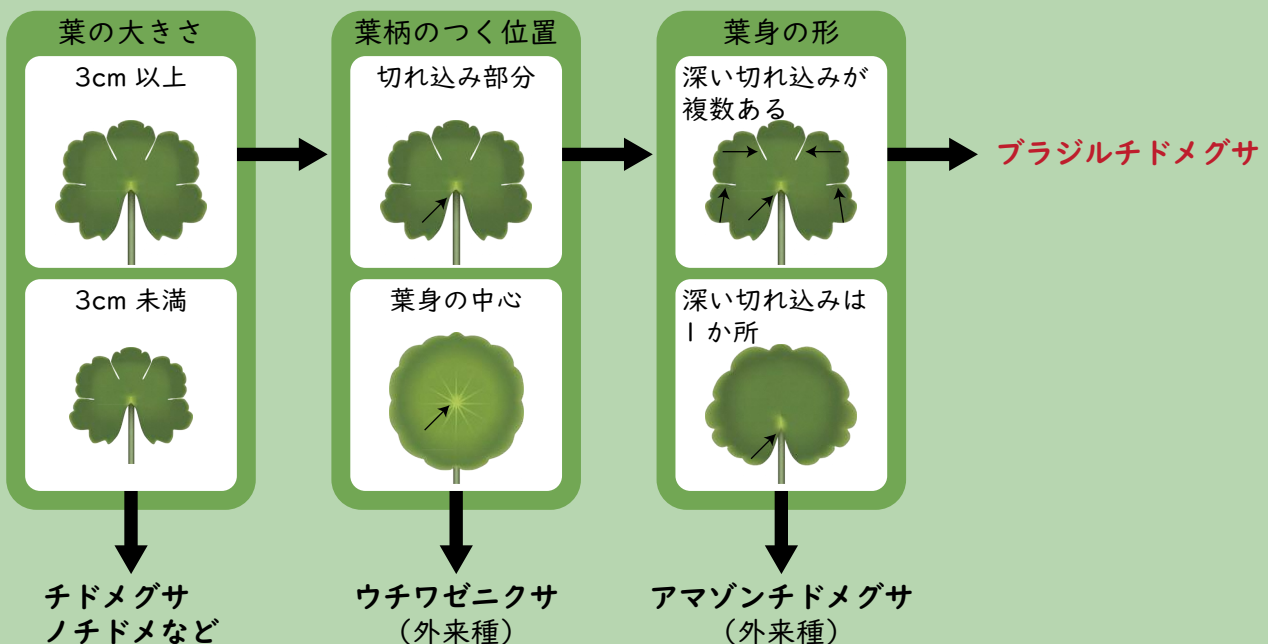 葉の大きさ
3cm 以上
3cm 未満
チドメグサ
ノチドメなど
葉柄のつく位置
切れ込み部分
葉身の中心
ウチワゼニクサ
（外来種）
葉身の形
深い切れ込みが
複数ある
深い切れ込みは
1か所
アマゾンチドメグサ
（外来種）
ブラジルチドメグサ